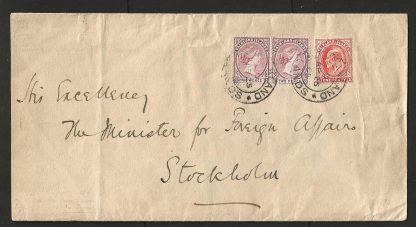 His Excellency
The Minister for Foreign Affairs
Stockholm